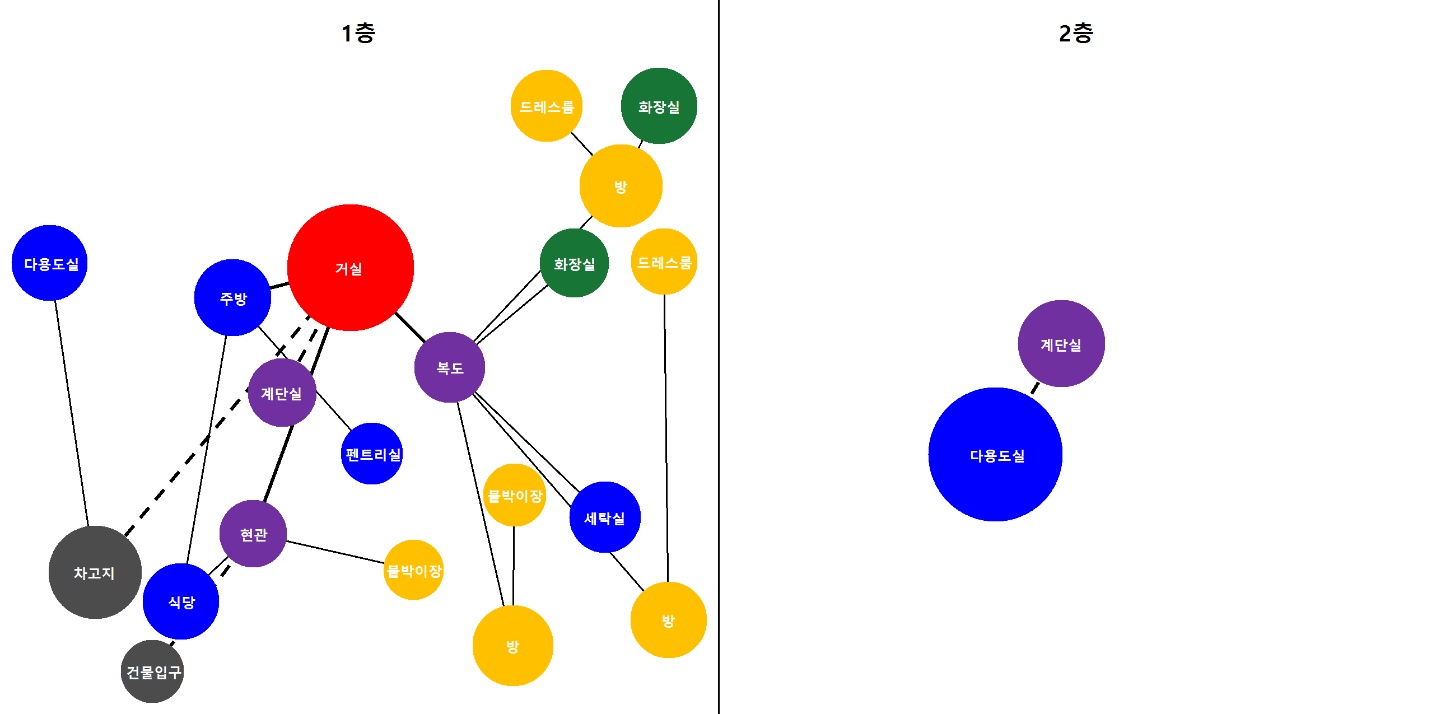 1층
드레스룸
화장실
방
거실
다용도실
주방
화장실
드레스룸
복도
계단실
펜트리실
붙박이장
세탁실
현관
차고지
식당
붙박이장
방
방
건물입구
2층
계단실
다용도실